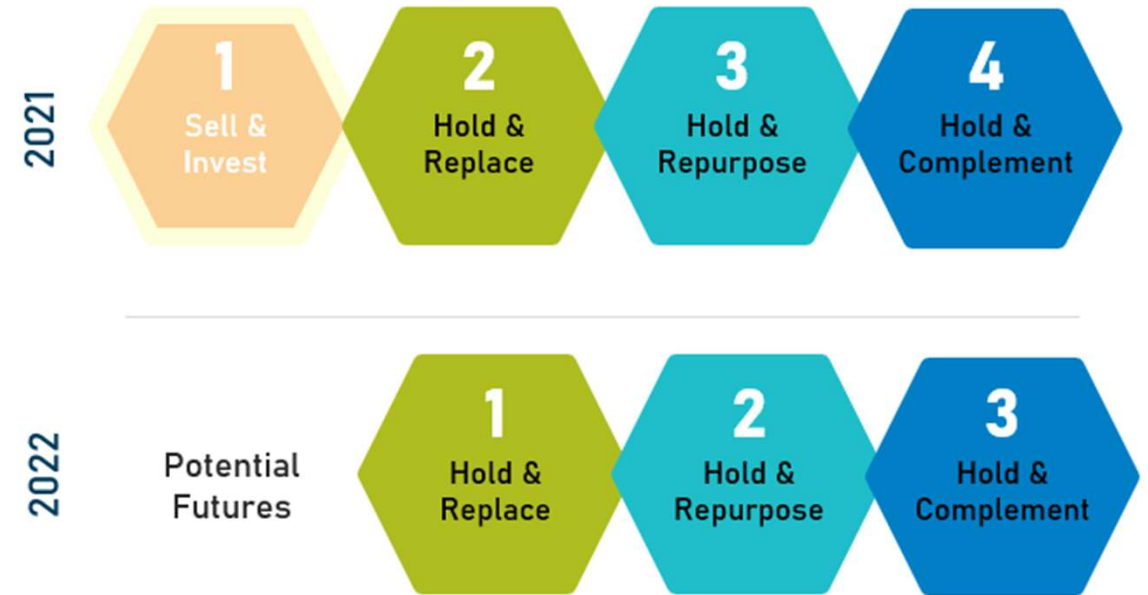 2021
1
Sell &
Invest
2
Hold &
Replace
3
Hold &
Repurpose
4
Hold &
Complement
2022
Potential
Futures
1
Hold &
Replace
2
Hold &
Repurpose
3
Hold &
Complement